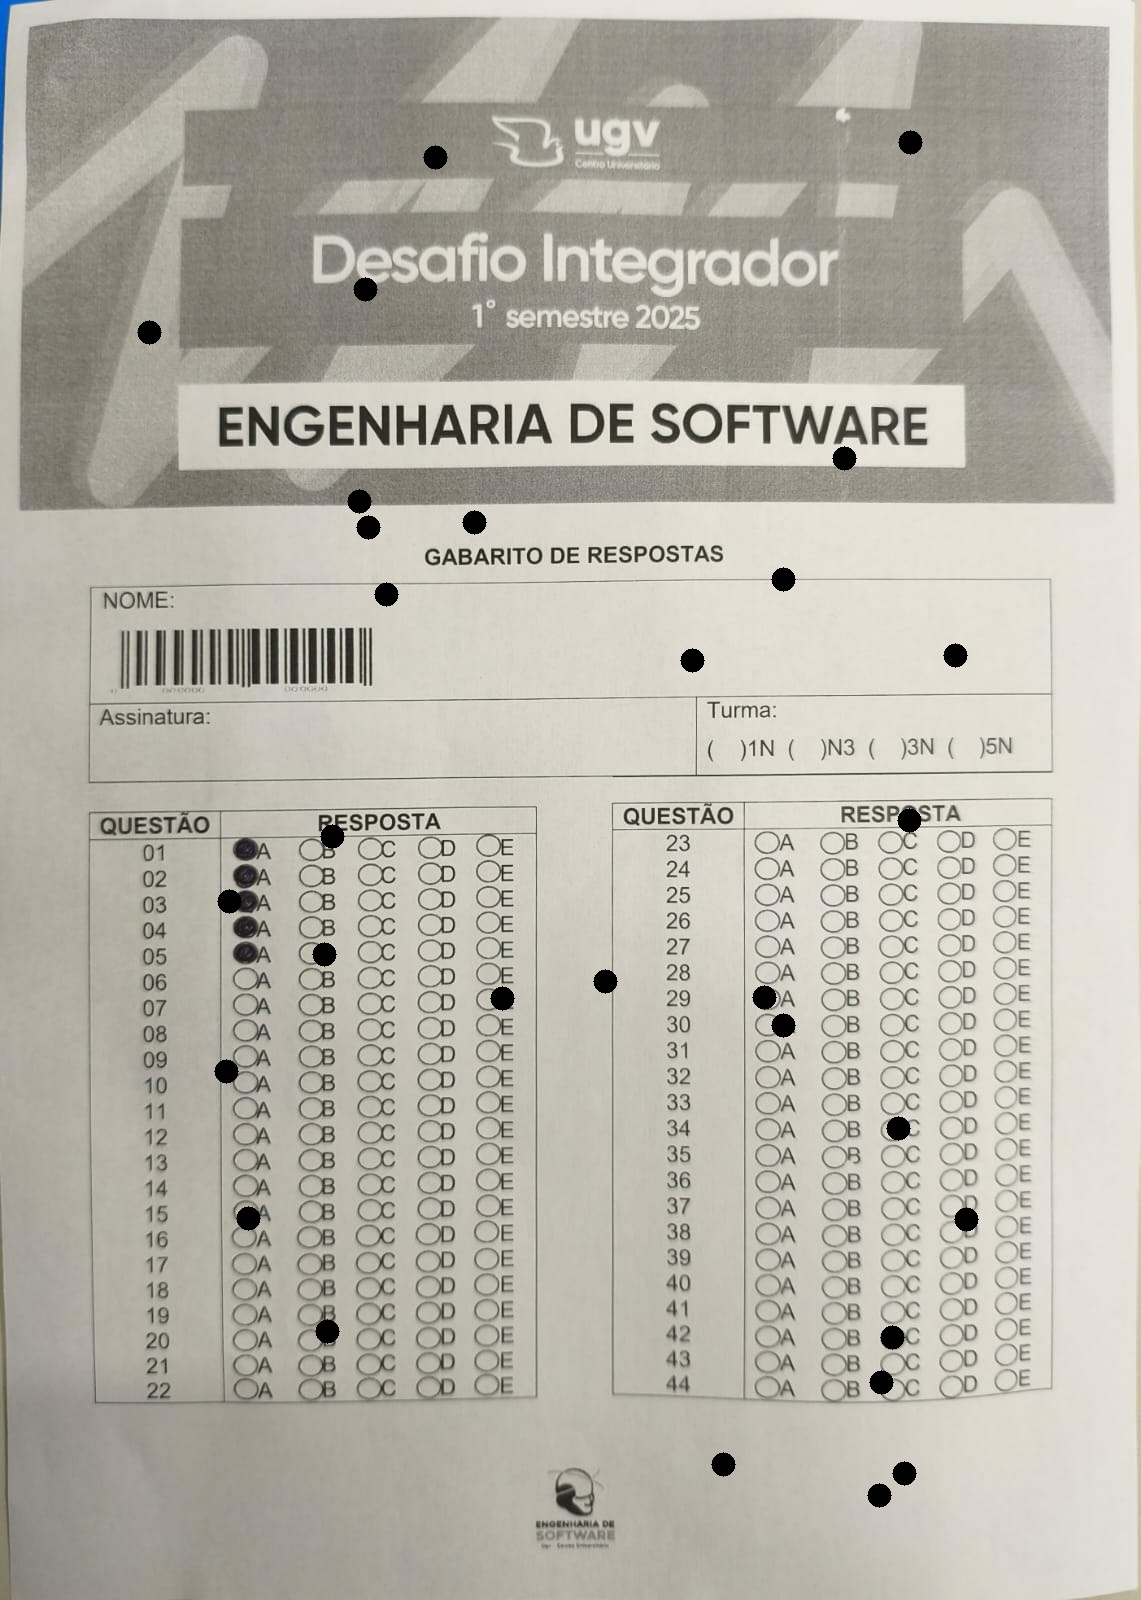 ugv
Centro Universitário
Desafio Integrador
1° semestre 2025
ENGENHARIA DE SOFTWARE
GABARITO DE RESPOSTAS
NOME:
Assinatura:
Turma:
( )1N ( )N3 ( )3N ( )5N
QUESTÃO RESPOSTA
01 A B C D E
02 A B C D E
03 A B C D E
04 A B C D E
05 A C D E
06 A B C D E
07 A B C D E
08 A B C D E
09 A B C D E
10 A B C D E
11 A B C D E
12 A B C D E
13 A B C D E
14 A B C D E
15 A B C D E
16 A B C D E
17 A B C D E
18 A B C D E
19 A B C D E
20 A B C D E
21 A B C D E
22 A B C D E
QUESTÃO RESPOSTA
23 A B C D E
24 A B C D E
25 A B C D E
26 A B C D E
27 A B C D E
28 A B C D E
29 A B C D E
30 A B C D E
31 A B C D E
32 A B C D E
33 A B C D E
34 A B C D E
35 A B C D E
36 A B C D E
37 A B C D E
38 A B C D E
39 A B C D E
40 A B C D E
41 A B C D E
42 A B C D E
43 A B C D E
44 A B C D E
ENGENHARIA DE
SOFTWARE